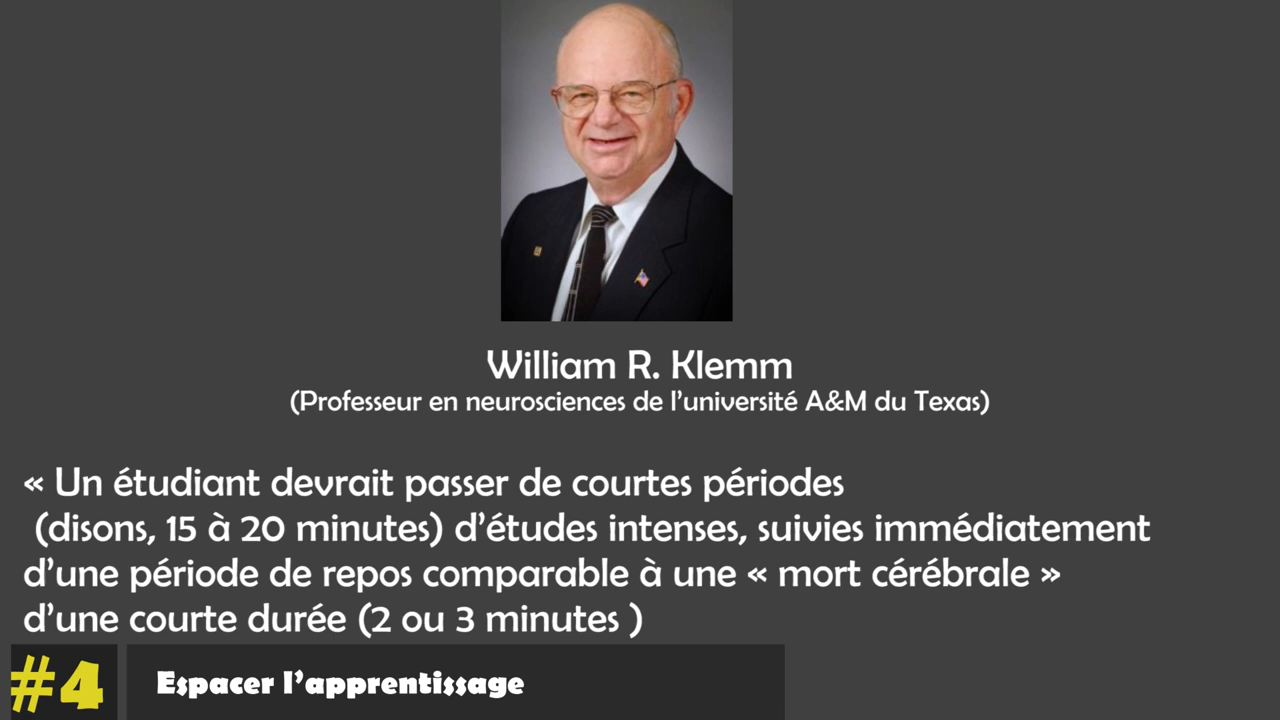 William R. Klemm
(Professeur en neurosciences de l'université A&M du Texas)
« Un étudiant devrait passer de courtes périodes
(disons, 15 à 20 minutes) d'études intenses, suivies immédiatement
d'une période de repos comparable à une « mort cérébrale »
d'une courte durée (2 ou 3 minutes )
#4 Espacer l'apprentissage